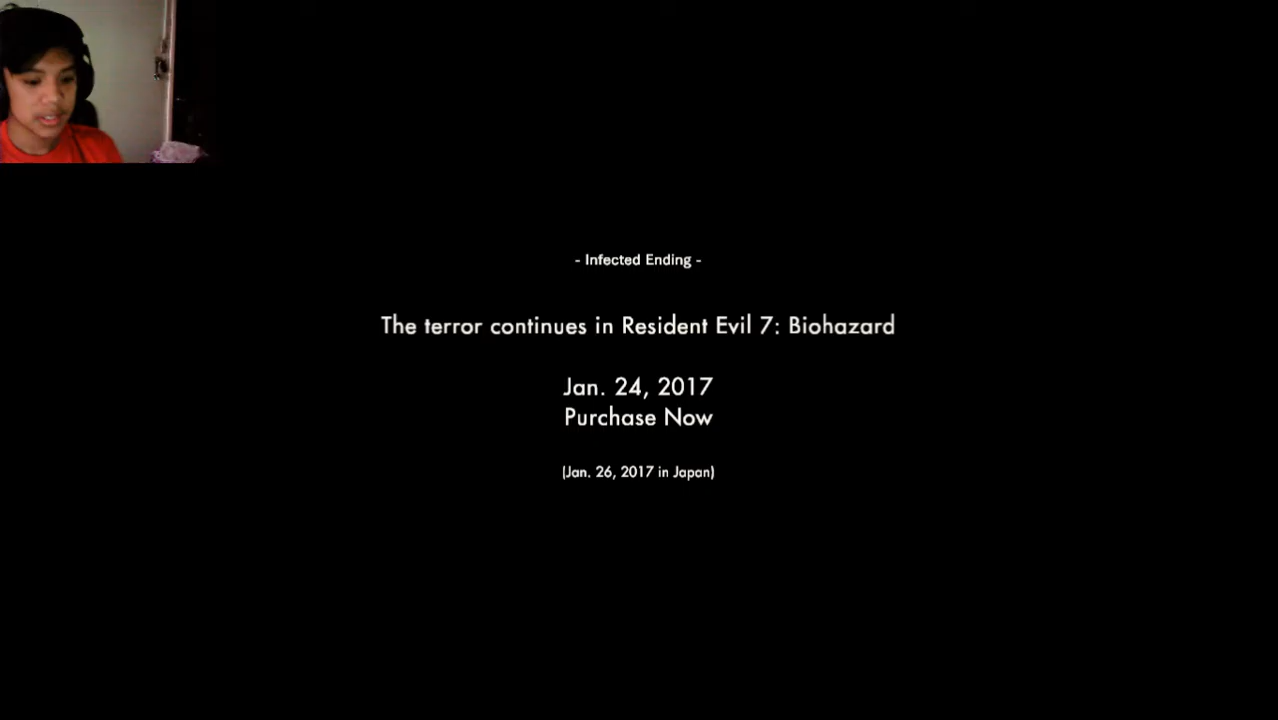 - Infected Ending -
The terror continues in Resident Evil 7: Biohazard
Jan. 24, 2017
Purchase Now
(Jan. 26, 2017 in Japan)